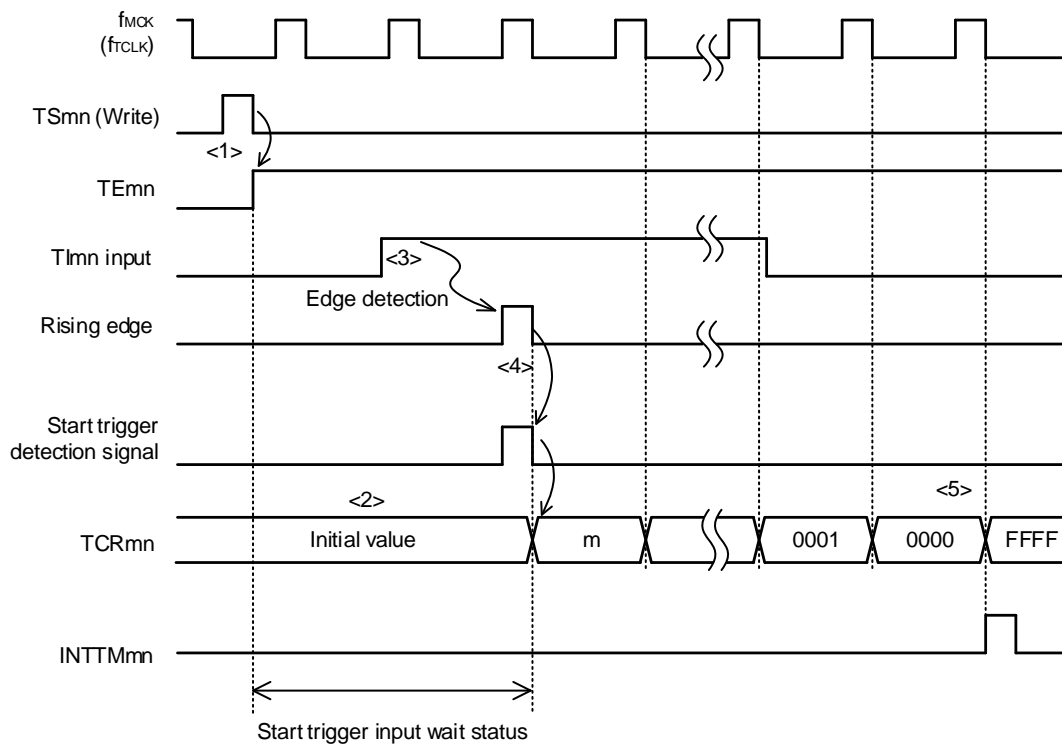 fMCK
(fTCLK)
TSmn (Write)
<1>
TEmn
TImn input
<3>
Edge detection
Rising edge
<4>
Start trigger
detection signal
<2>
<5>
TCRmn
Initial value
m
0001
0000
FFFF
INTTMmn
Start trigger input wait status